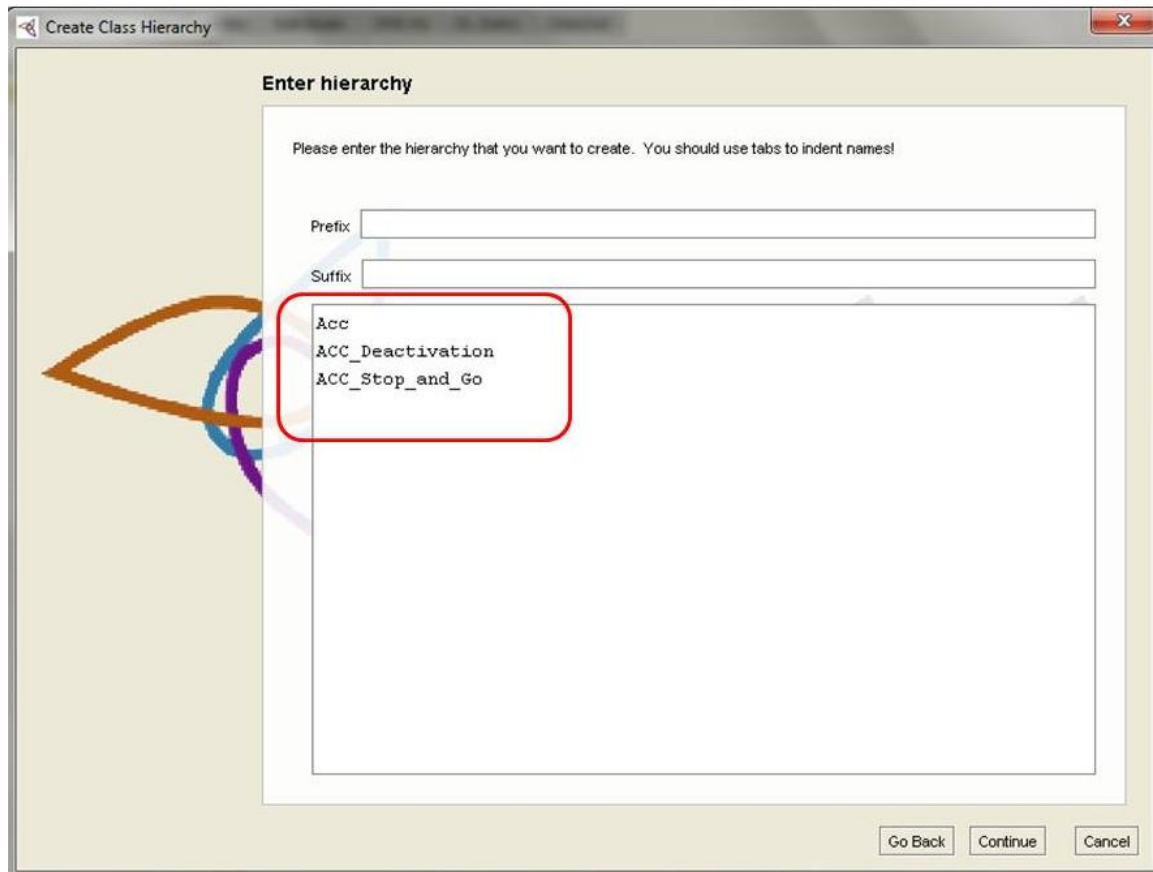 Create Class Hierarchy
Enter hierarchy
Please enter the hierarchy that you want to create. You should use tabs to indent names!
Prefix
Suffix
Acc
ACC_Deactivation
ACC_Stop_and_Go
Go Back Continue Cancel